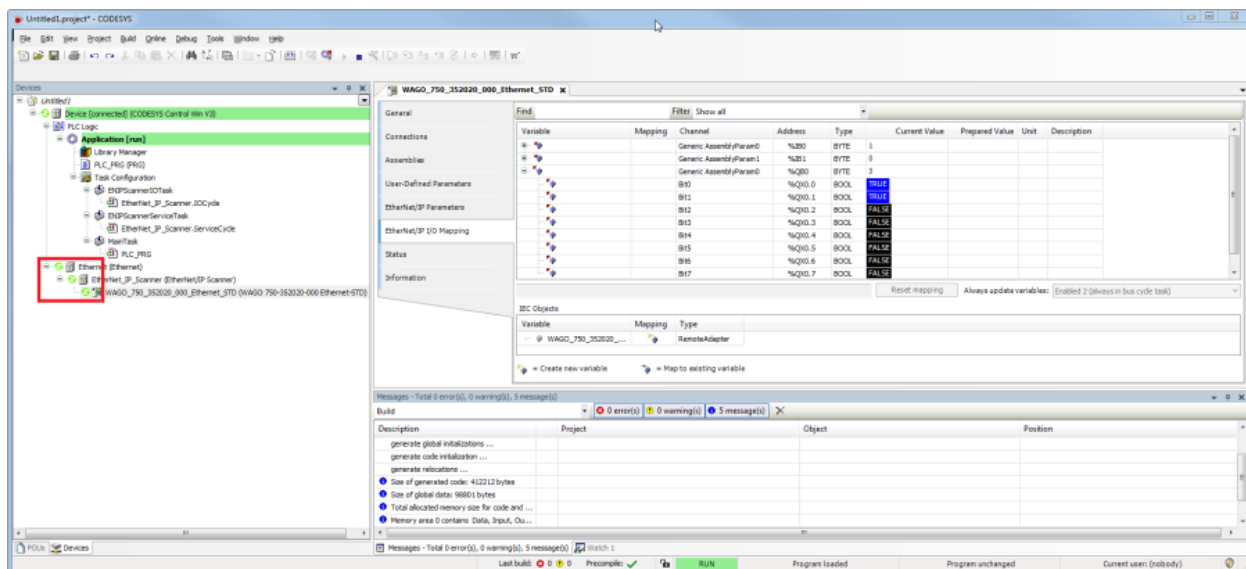 Untitled1.project* - CODESYS
File Edit View Project Build Online Debug Tools Window Help
Devices
Untitled1
Device [connected] (CODESYS Control Win V3)
PLC Logic
Application [run]
Library Manager
PLC_PRG (PRG)
Task Configuration
ENIPScannerIOTask
EtherNet_IP_Scanner.IOCycle
ENIPScannerServiceTask
EtherNet_IP_Scanner.ServiceCycle
MainTask
PLC_PRG
Ethernet (Ethernet)
EtherNet_IP_Scanner (EtherNet/IP Scanner)
WAGO_750_352020_000_Ethernet_STD (WAGO 750-352020-000 Ethernet-STD)
POUs Devices
WAGO_750_352020_000_Ethernet_STD
General
Connections
Assemblies
User-Defined Parameters
EtherNet/IP Parameters
EtherNet/IP I/O Mapping
Status
Information
Find Filter Show all
Variable Mapping Channel Address Type Current Value Prepared Value Unit Description
Generic AssemblyParam0 %IB0 BYTE 1
Generic AssemblyParam1 %IB1 BYTE 0
Generic AssemblyParam0 %QB0 BYTE 3
Bit0 %QX0.0 BOOL TRUE
Bit1 %QX0.1 BOOL TRUE
Bit2 %QX0.2 BOOL FALSE
Bit3 %QX0.3 BOOL FALSE
Bit4 %QX0.4 BOOL FALSE
Bit5 %QX0.5 BOOL FALSE
Bit6 %QX0.6 BOOL FALSE
Bit7 %QX0.7 BOOL FALSE
Reset mapping Always update variables: Enabled 2 (always in bus cycle task)
IEC Objects
Variable Mapping Type
WAGO_750_352020_... RemoteAdapter
= Create new variable = Map to existing variable
Messages - Total 0 error(s), 0 warning(s), 5 message(s)
Build 0 error(s) 0 warning(s) 5 message(s)
Description Project Object Position
generate global initializations ...
generate code initialization ...
generate relocations ...
Size of generated code: 412212 bytes
Size of global data: 98801 bytes
Total allocated memory size for code and ...
Memory area 0 contains Data, Input, Ou...
Messages - Total 0 error(s), 0 warning(s), 5 message(s) Watch 1
Last build: 0 0 Precompile: RUN Program loaded Program unchanged Current user: (nobody)